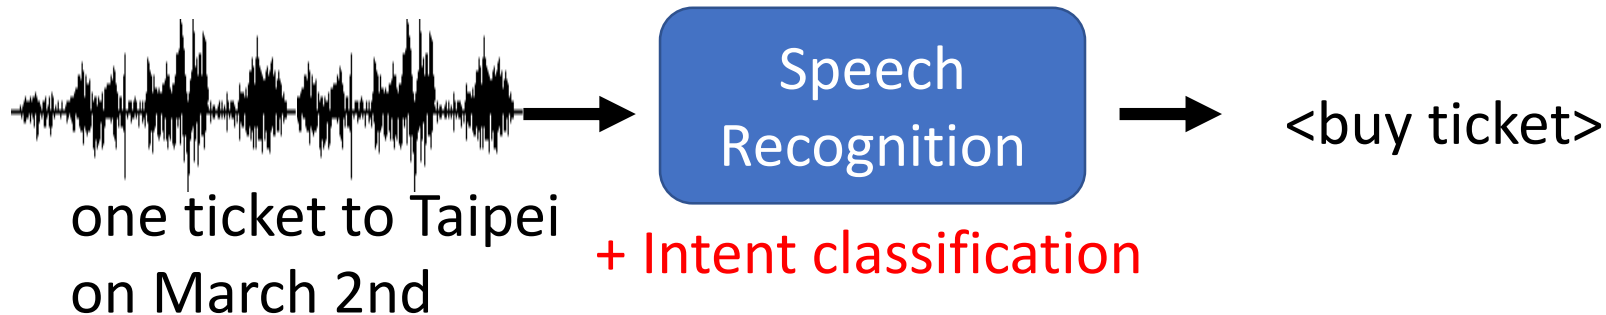 Speech
Recognition
<buy ticket>
one ticket to Taipei
on March 2nd
+ Intent classification